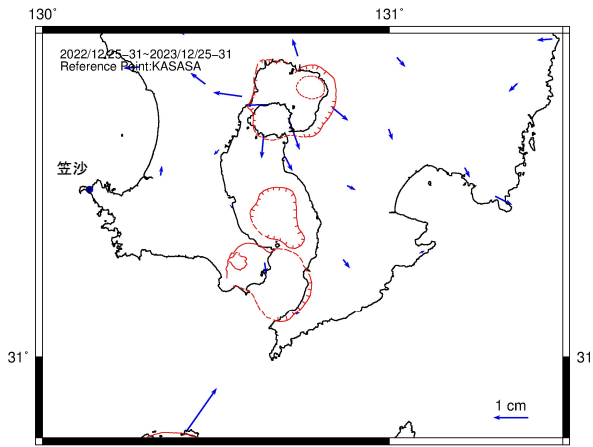 130˚ 131˚
2022/12/25–31~2023/12/25–31
Reference Point:KASASA
笠沙
31˚ 31
1 cm